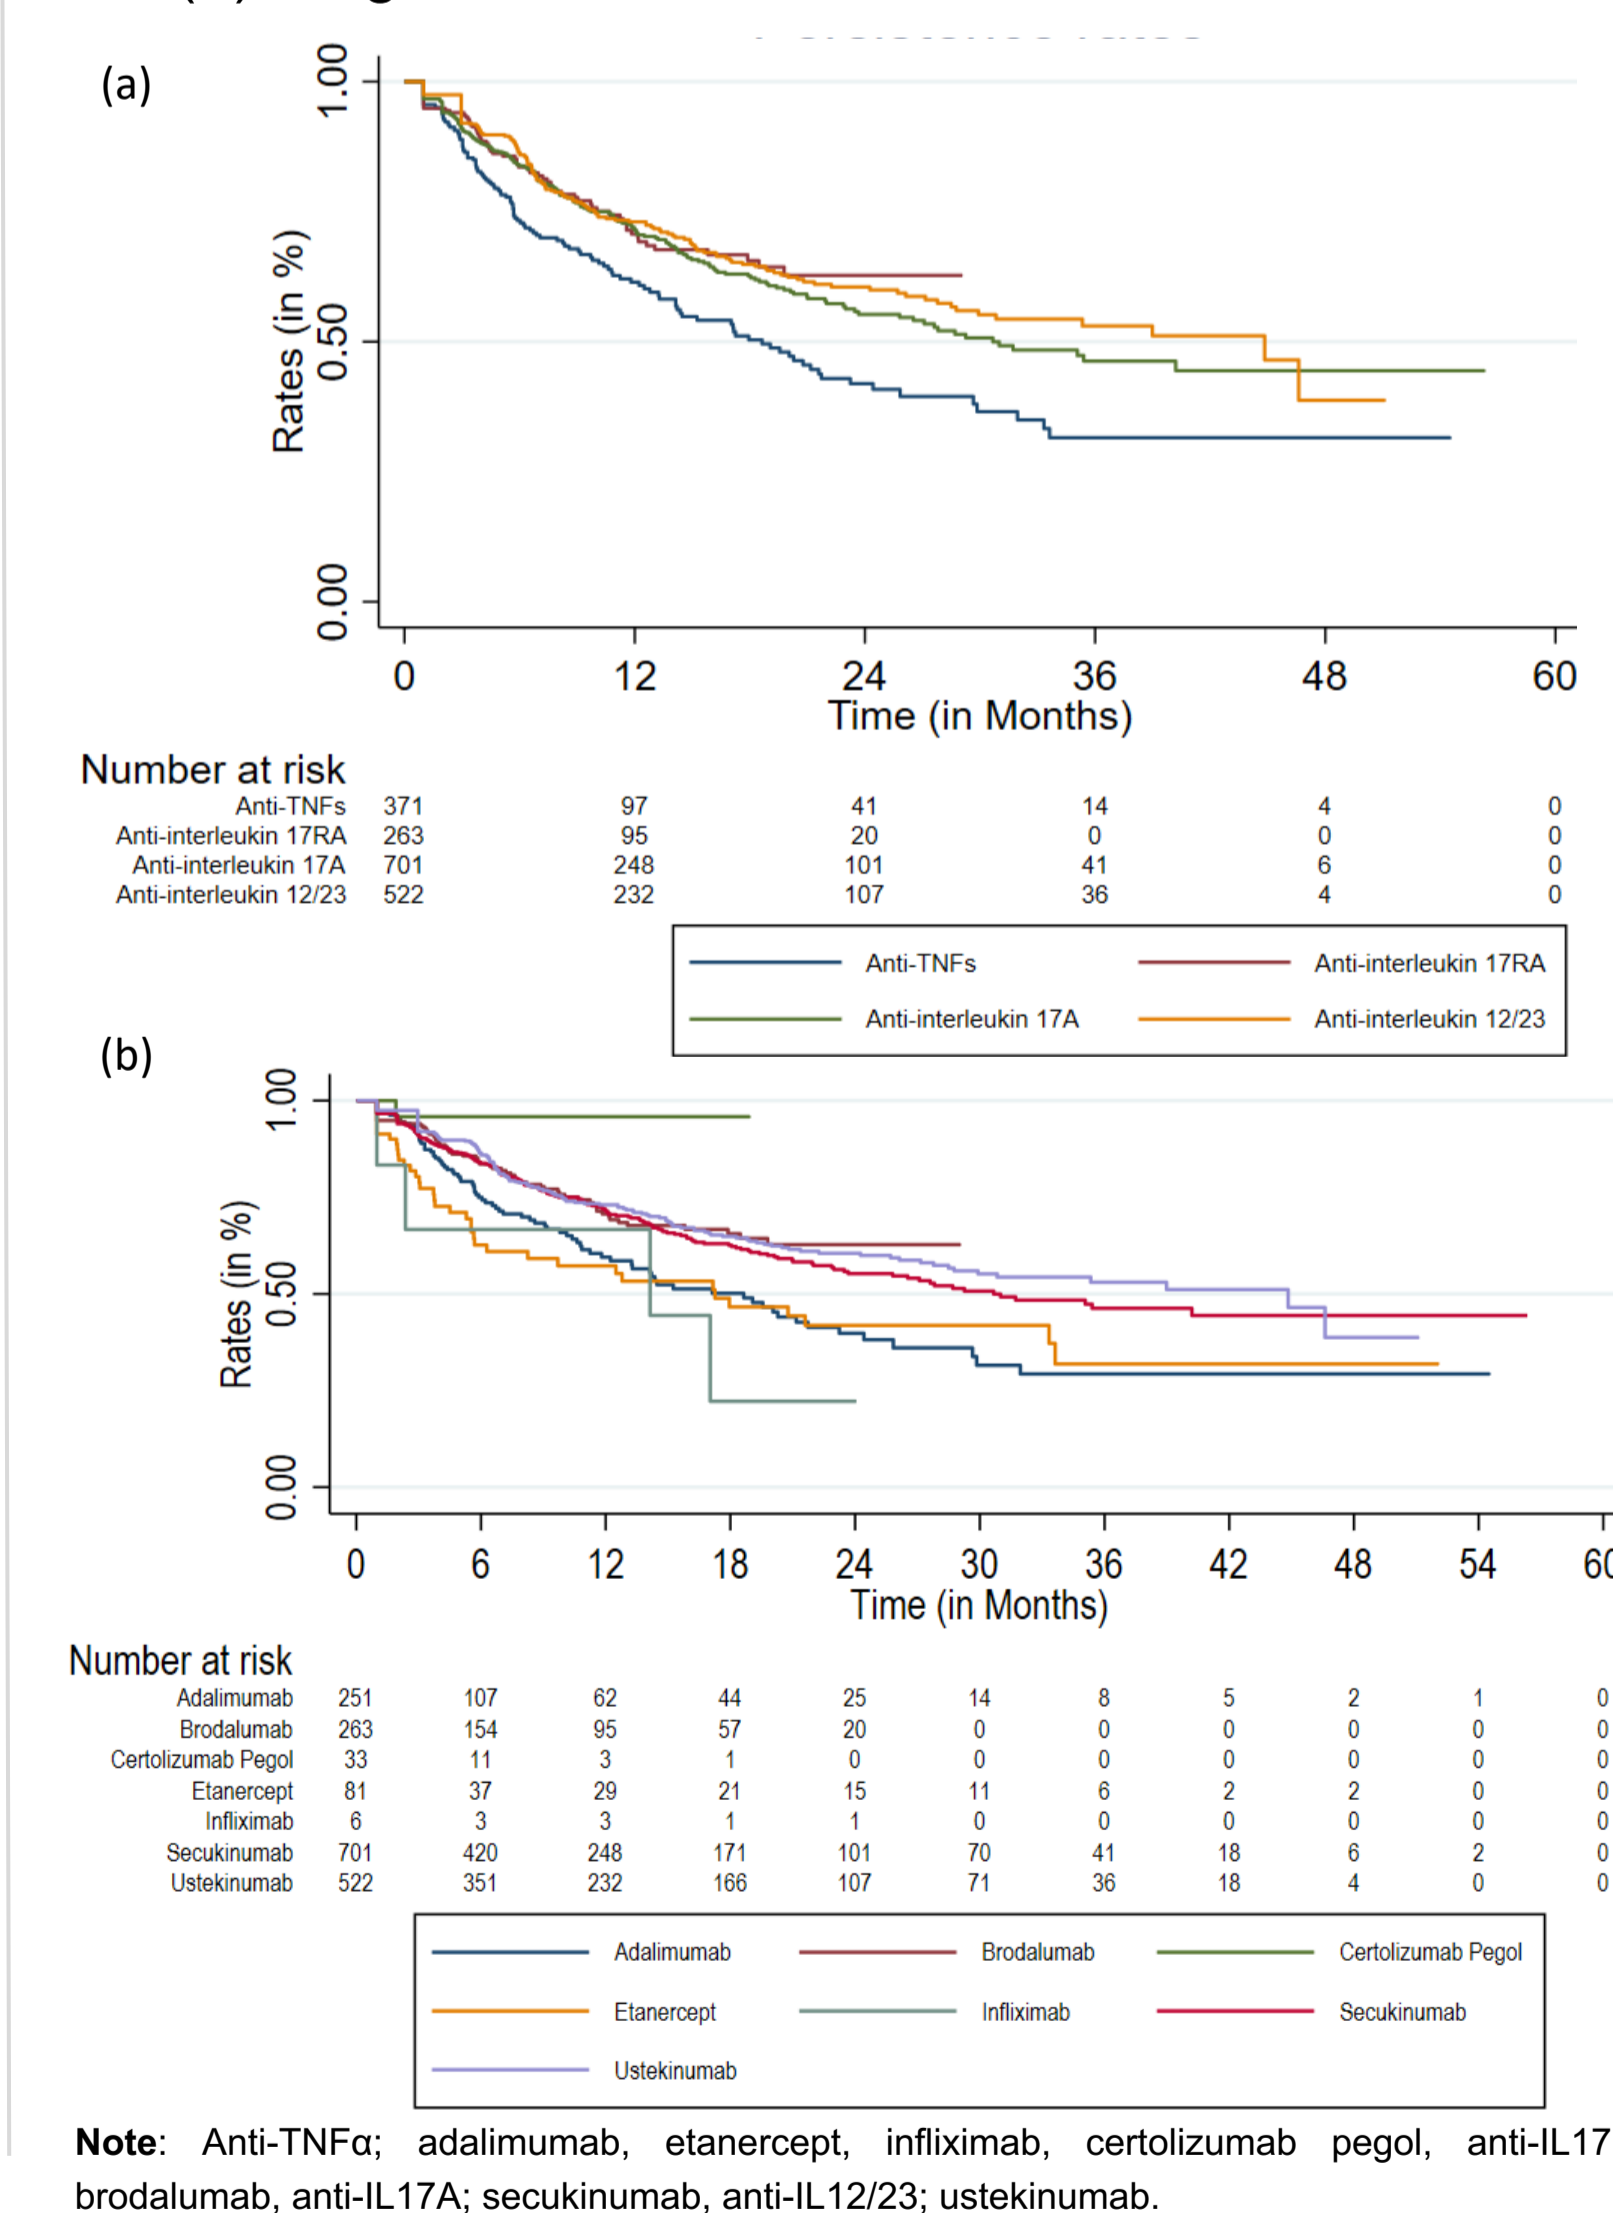 (a)
1.00
0.50
0.00
Rates (in %)
0 12 24 36 48 60
Time (in Months)
Number at risk
Anti-TNFs 371 97 41 14 4 0
Anti-interleukin 17RA 263 95 20 0 0 0
Anti-interleukin 17A 701 248 101 41 6 0
Anti-interleukin 12/23 522 232 107 36 4 0
Anti-TNFs Anti-interleukin 17RA
Anti-interleukin 17A Anti-interleukin 12/23
(b)
1.00
0.50
0.00
Rates (in %)
0 6 12 18 24 30 36 42 48 54 60
Time (in Months)
Number at risk
Adalimumab 251 107 62 44 25 14 8 5 2 1 0
Brodalumab 263 154 95 57 20 0 0 0 0 0 0
Certolizumab Pegol 33 11 3 1 0 0 0 0 0 0 0
Etanercept 81 37 29 21 15 11 6 2 2 0 0
Infliximab 6 3 3 1 1 0 0 0 0 0 0
Secukinumab 701 420 248 171 101 70 41 18 6 2 0
Ustekinumab 522 351 232 166 107 71 36 18 4 0 0
Adalimumab Brodalumab Certolizumab Pegol
Etanercept Infliximab Secukinumab
Ustekinumab
Note: Anti-TNFα; adalimumab, etanercept, infliximab, certolizumab pegol, anti-IL17
brodalumab, anti-IL17A; secukinumab, anti-IL12/23; ustekinumab.